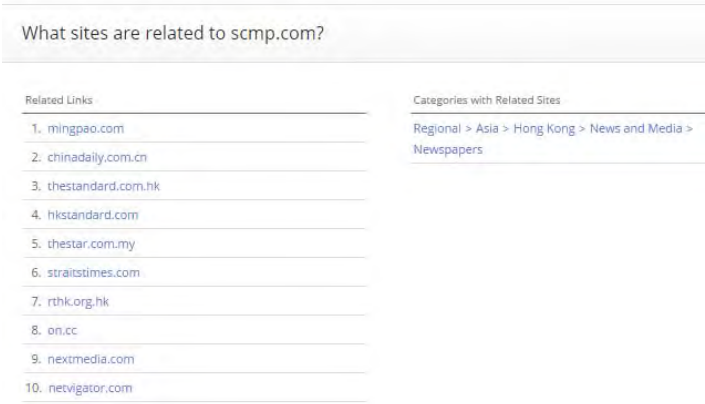 What sites are related to scmp.com?
Related Links
1. mingpao.com
2. chinadaily.com.cn
3. thestandard.com.hk
4. hkstandard.com
5. thestar.com.my
6. straitstimes.com
7. rthk.org.hk
8. on.cc
9. nextmedia.com
10. netvigator.com
Categories with Related Sites
Regional > Asia > Hong Kong > News and Media >
Newspapers